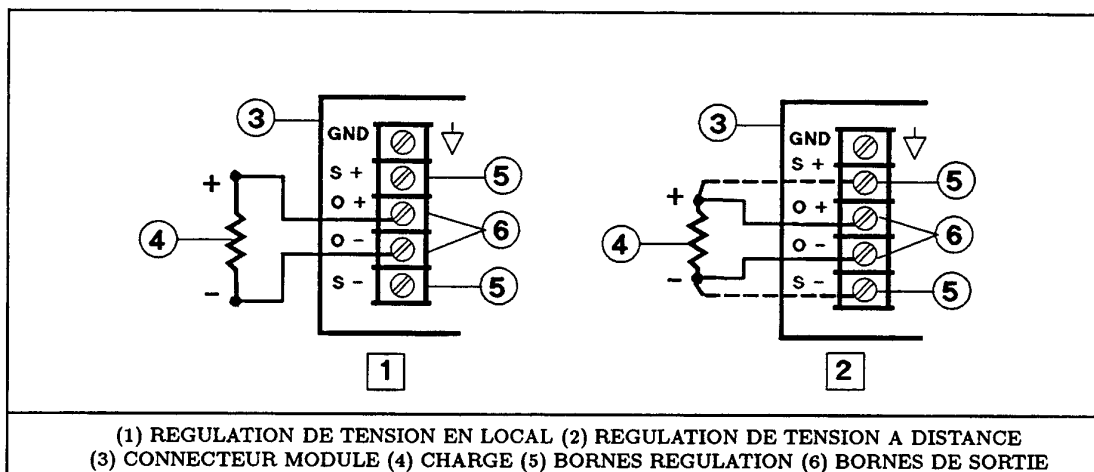 3 GND
S +
5
+ O +
4 6
O -
- S -
5
1
3 GND
S +
5
+ O +
4 6
O -
- S -
5
2
(1) REGULATION DE TENSION EN LOCAL (2) REGULATION DE TENSION A DISTANCE
(3) CONNECTEUR MODULE (4) CHARGE (5) BORNES REGULATION (6) BORNES DE SORTIE